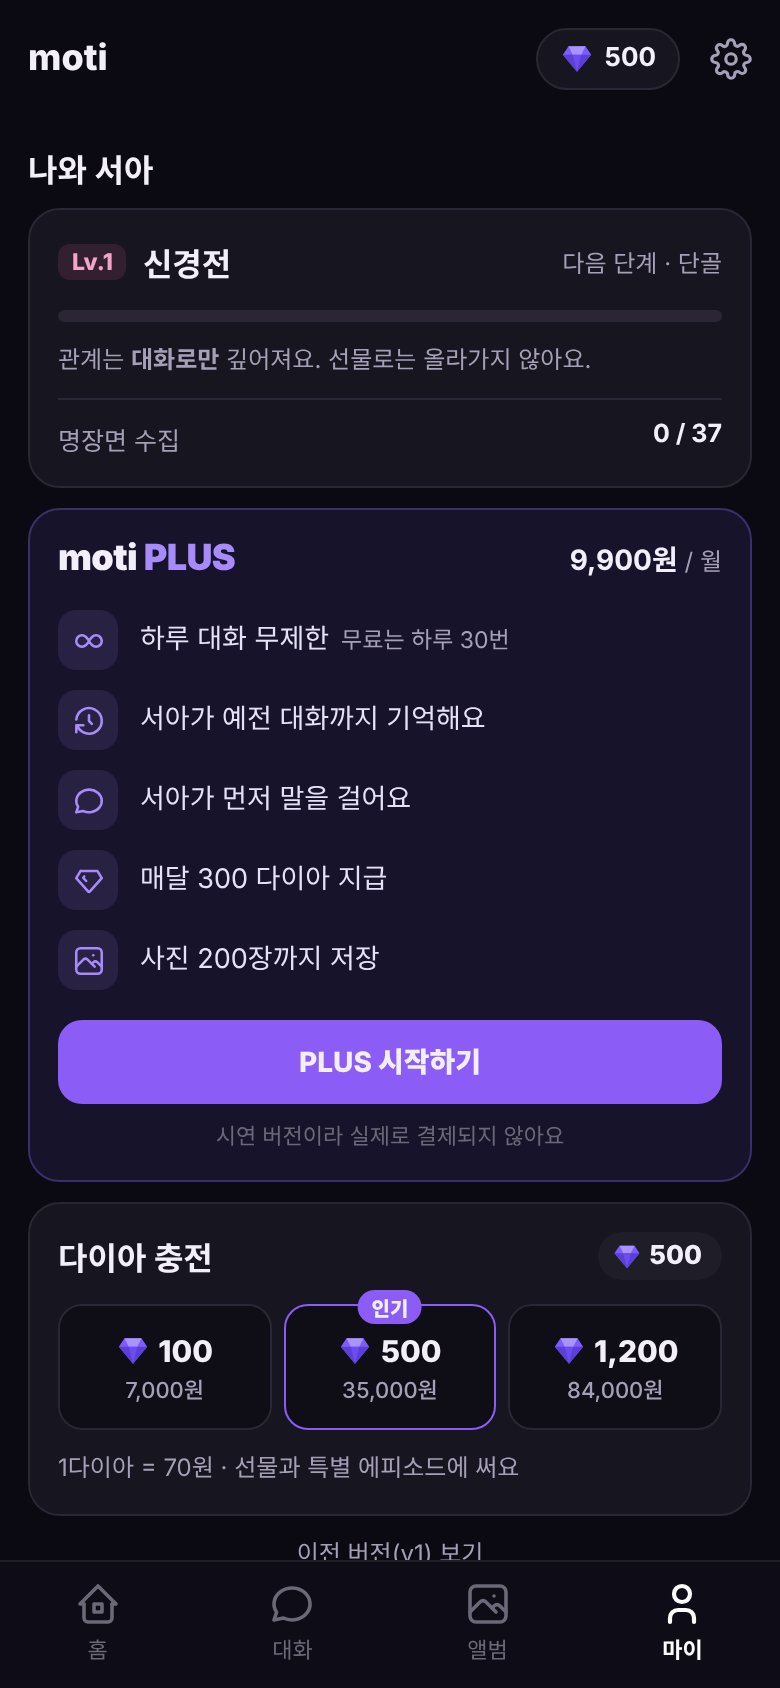 moti
500
나와 서아
Lv.1 신경전 다음 단계 · 단골
관계는 대화로만 깊어져요. 선물로는 올라가지 않아요.
명장면 수집 0 / 37
moti PLUS 9,900원 / 월
하루 대화 무제한 무료는 하루 30번
서아가 예전 대화까지 기억해요
서아가 먼저 말을 걸어요
매달 300 다이아 지급
사진 200장까지 저장
PLUS 시작하기
시연 버전이라 실제로 결제되지 않아요
다이아 충전 500
인기
100 500 1,200
7,000원 35,000원 84,000원
1다이아 = 70원 · 선물과 특별 에피소드에 써요
이전 버전(v1) 보기
홈 대화 앨범 마이